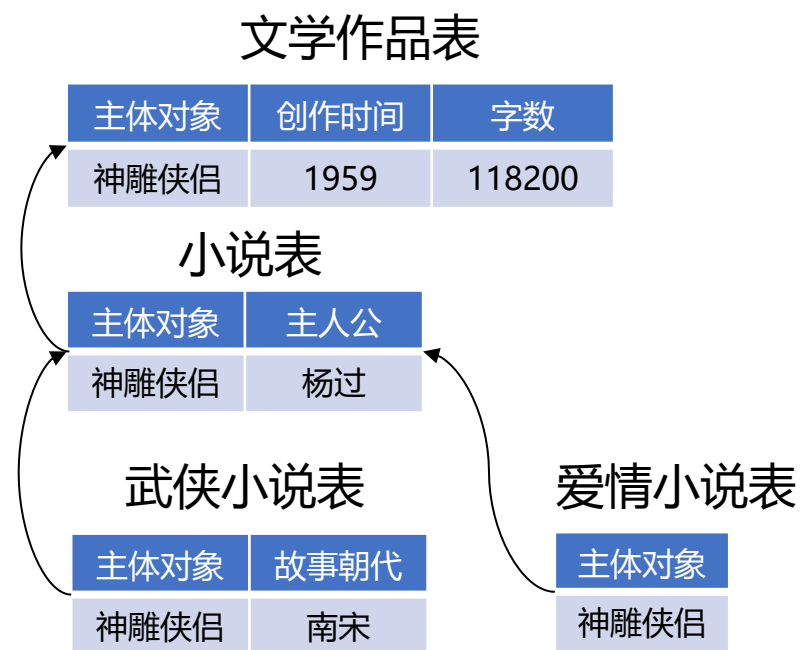 文学作品表
主体对象 创作时间 字数
神雕侠侣 1959 118200
小说表
主体对象 主人公
神雕侠侣 杨过
武侠小说表 爱情小说表
主体对象 故事朝代 主体对象
神雕侠侣 南宋 神雕侠侣